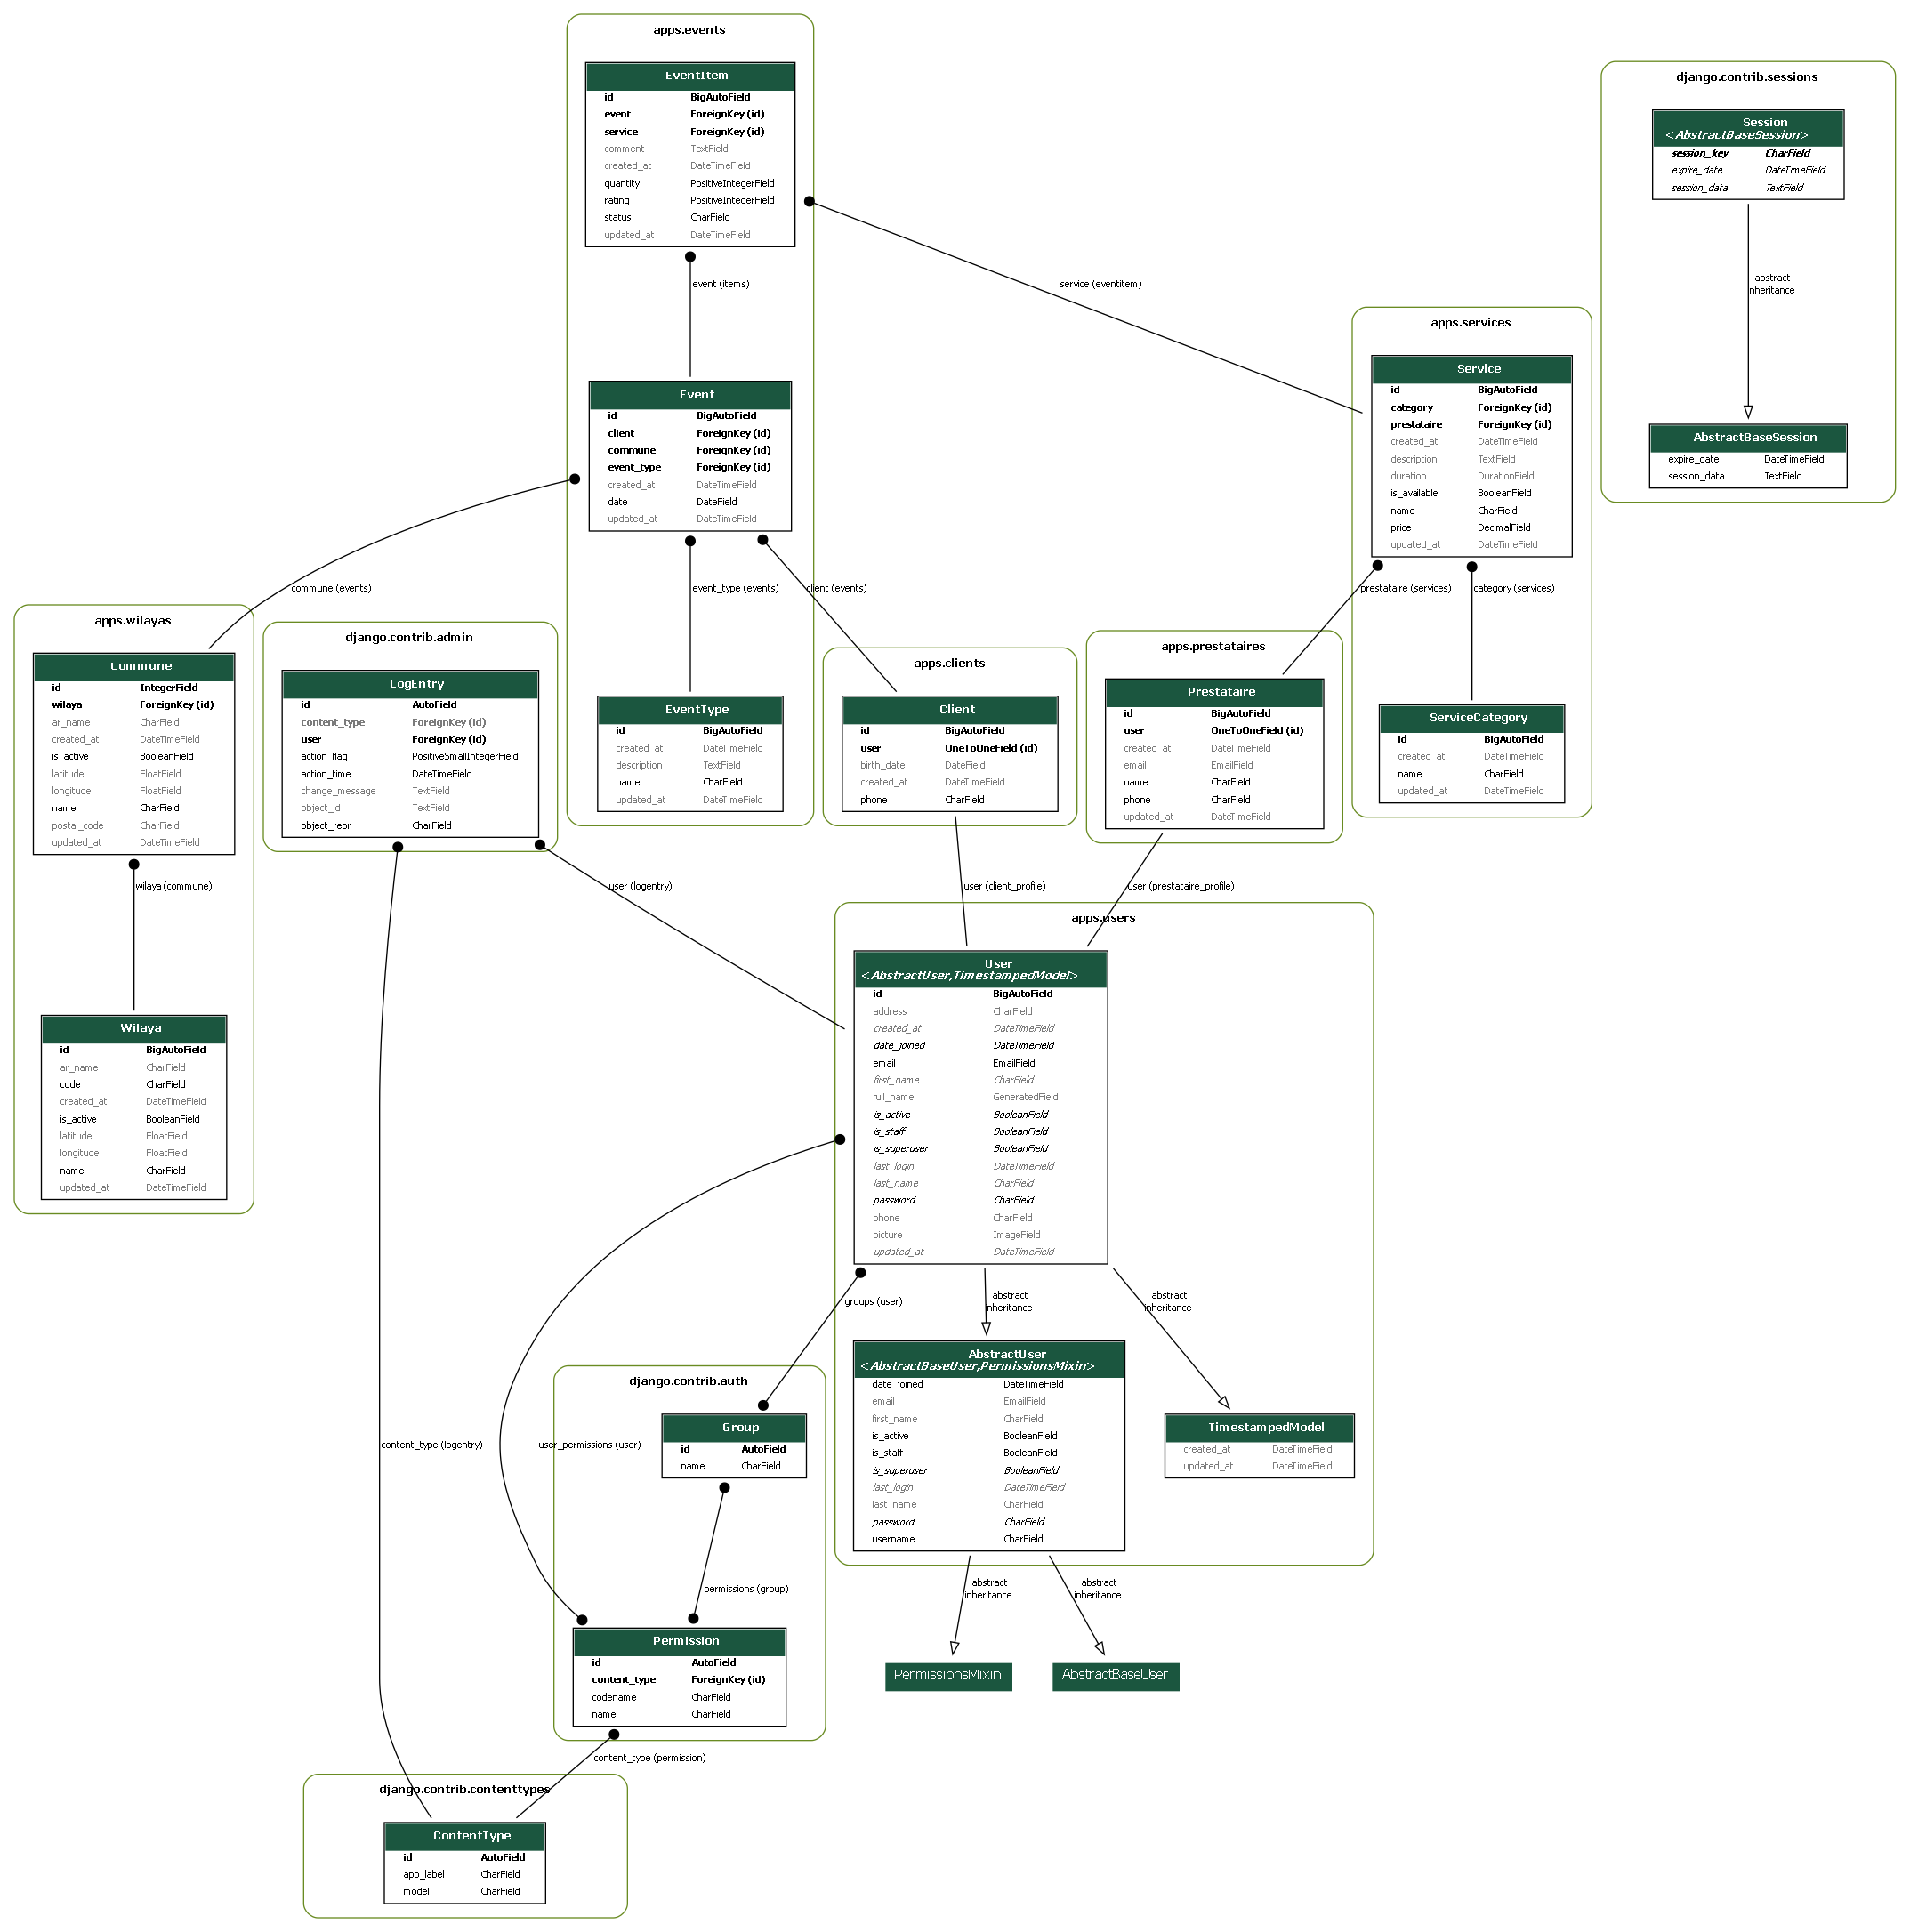 apps.events
EventItem
id BigAutoField
event ForeignKey (id)
service ForeignKey (id)
comment TextField
created_at DateTimeField
quantity PositiveIntegerField
rating PositiveIntegerField
status CharField
updated_at DateTimeField
event (items)
service (eventitem)
Event
id BigAutoField
client ForeignKey (id)
commune ForeignKey (id)
event_type ForeignKey (id)
created_at DateTimeField
date DateField
updated_at DateTimeField
commune (events)
event_type (events)
client (events)
EventType
id BigAutoField
created_at DateTimeField
description TextField
name CharField
updated_at DateTimeField
django.contrib.sessions
Session
<AbstractBaseSession>
session_key CharField
expire_date DateTimeField
session_data TextField
abstract
inheritance
AbstractBaseSession
expire_date DateTimeField
session_data TextField
apps.services
Service
id BigAutoField
category ForeignKey (id)
prestataire ForeignKey (id)
created_at DateTimeField
description TextField
duration DurationField
is_available BooleanField
name CharField
price DecimalField
updated_at DateTimeField
prestataire (services)
category (services)
ServiceCategory
id BigAutoField
created_at DateTimeField
name CharField
updated_at DateTimeField
apps.wilayas
Commune
id IntegerField
wilaya ForeignKey (id)
ar_name CharField
created_at DateTimeField
is_active BooleanField
latitude FloatField
longitude FloatField
name CharField
postal_code CharField
updated_at DateTimeField
wilaya (commune)
Wilaya
id BigAutoField
ar_name CharField
code CharField
created_at DateTimeField
is_active BooleanField
latitude FloatField
longitude FloatField
name CharField
updated_at DateTimeField
django.contrib.admin
LogEntry
id AutoField
content_type ForeignKey (id)
user ForeignKey (id)
action_flag PositiveSmallIntegerField
action_time DateTimeField
change_message TextField
object_id TextField
object_repr CharField
user (logentry)
content_type (logentry)
apps.clients
Client
id BigAutoField
user OneToOneField (id)
birth_date DateField
created_at DateTimeField
phone CharField
user (client_profile)
apps.prestataires
Prestataire
id BigAutoField
user OneToOneField (id)
created_at DateTimeField
email EmailField
name CharField
phone CharField
updated_at DateTimeField
user (prestataire_profile)
apps.users
User
<AbstractUser,TimestampedModel>
id BigAutoField
address CharField
created_at DateTimeField
date_joined DateTimeField
email EmailField
first_name CharField
full_name GeneratedField
is_active BooleanField
is_staff BooleanField
is_superuser BooleanField
last_login DateTimeField
last_name CharField
password CharField
phone CharField
picture ImageField
updated_at DateTimeField
groups (user)
abstract
inheritance
abstract
inheritance
user_permissions (user)
AbstractUser
<AbstractBaseUser,PermissionsMixin>
date_joined DateTimeField
email EmailField
first_name CharField
is_active BooleanField
is_staff BooleanField
is_superuser BooleanField
last_login DateTimeField
last_name CharField
password CharField
username CharField
TimestampedModel
created_at DateTimeField
updated_at DateTimeField
abstract
inheritance
abstract
inheritance
PermissionsMixin
AbstractBaseUser
django.contrib.auth
Group
id AutoField
name CharField
permissions (group)
Permission
id AutoField
content_type ForeignKey (id)
codename CharField
name CharField
content_type (permission)
django.contrib.contenttypes
ContentType
id AutoField
app_label CharField
model CharField